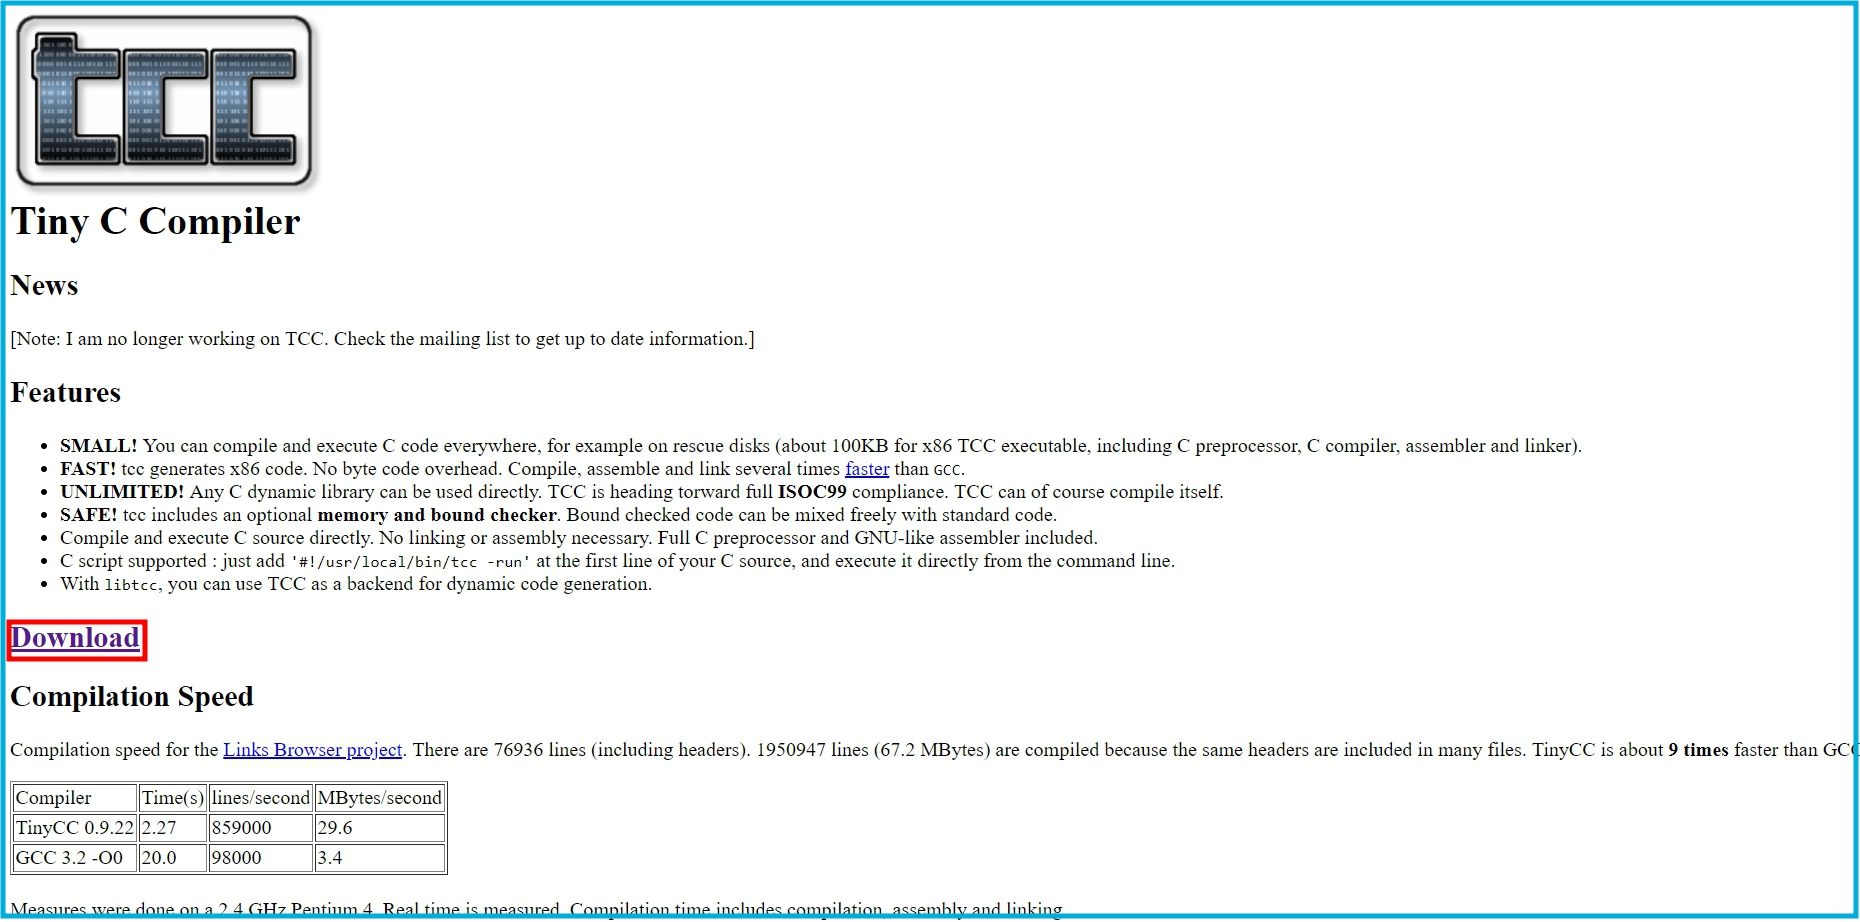 TCC
Tiny C Compiler
News
[Note: I am no longer working on TCC. Check the mailing list to get up to date information.]
Features
• SMALL! You can compile and execute C code everywhere, for example on rescue disks (about 100KB for x86 TCC executable, including C preprocessor, C compiler, assembler and linker).
• FAST! tcc generates x86 code. No byte code overhead. Compile, assemble and link several times faster than GCC.
• UNLIMITED! Any C dynamic library can be used directly. TCC is heading torward full ISOC99 compliance. TCC can of course compile itself.
• SAFE! tcc includes an optional memory and bound checker. Bound checked code can be mixed freely with standard code.
• Compile and execute C source directly. No linking or assembly necessary. Full C preprocessor and GNU-like assembler included.
• C script supported : just add '#!/usr/local/bin/tcc -run' at the first line of your C source, and execute it directly from the command line.
• With libtcc, you can use TCC as a backend for dynamic code generation.
Download
Compilation Speed
Compilation speed for the Links Browser project. There are 76936 lines (including headers). 1950947 lines (67.2 MBytes) are compiled because the same headers are included in many files. TinyCC is about 9 times faster than GCC
Compiler Time(s) lines/second MBytes/second
TinyCC 0.9.22 2.27 859000 29.6
GCC 3.2 -O0 20.0 98000 3.4
Measures were done on a 2.4 GHz Pentium 4. Real time is measured. Compilation time includes compilation, assembly and linking